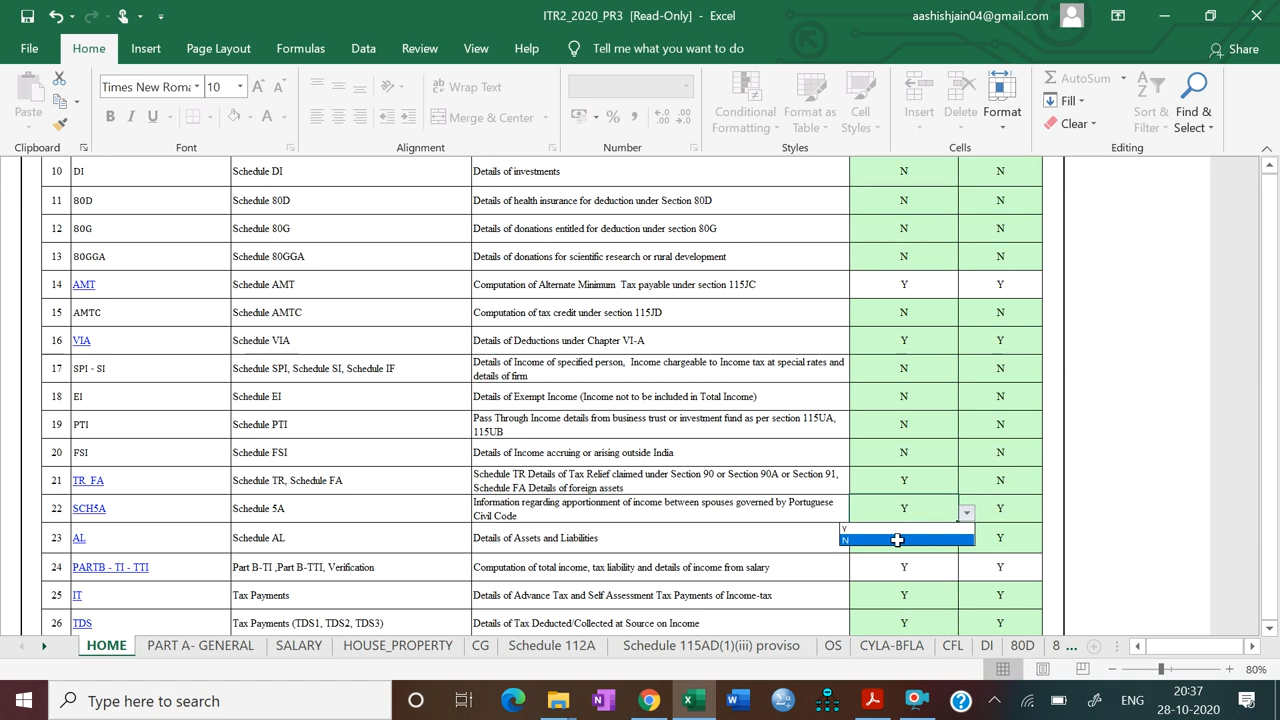 ITR2_2020_PR3 [Read-Only] - Excel
aashishjain04@gmail.com
File Home Insert Page Layout Formulas Data Review View Help Tell me what you want to do Share
Paste
Times New Roma 10
B I U A
Wrap Text
Merge & Center
Conditional Formatting
Format as Table
Cell Styles
Insert Delete Format
AutoSum
Fill
Clear
Sort & Filter
Find & Select
Clipboard Font Alignment Number Styles Cells Editing
10 DI Schedule DI Details of investments N N
11 80D Schedule 80D Details of health insurance for deduction under Section 80D N N
12 80G Schedule 80G Details of donations entitled for deduction under section 80G N N
13 80GGA Schedule 80GGA Details of donations for scientific research or rural development N N
14 AMT Schedule AMT Computation of Alternate Minimum Tax payable under section 115JC Y Y
15 AMTC Schedule AMTC Computation of tax credit under section 115JD N N
16 VIA Schedule VIA Details of Deductions under Chapter VI-A Y Y
17 SPI - SI Schedule SPI, Schedule SI, Schedule IF Details of Income of specified person, Income chargeable to Income tax at special rates and
details of firm N N
18 EI Schedule EI Details of Exempt Income (Income not to be included in Total Income) N N
19 PTI Schedule PTI Pass Through Income details from business trust or investment fund as per section 115UA,
115UB N N
20 FSI Schedule FSI Details of Income accruing or arising outside India N N
21 TR_FA Schedule TR, Schedule FA Schedule TR Details of Tax Relief claimed under Section 90 or Section 90A or Section 91,
Schedule FA Details of foreign assets Y N
22 SCH5A Schedule 5A Information regarding apportionment of income between spouses governed by Portuguese
Civil Code Y Y
Y
N
23 AL Schedule AL Details of Assets and Liabilities Y
24 PARTB - TI - TTI Part B-TI ,Part B-TTI, Verification Computation of total income, tax liability and details of income from salary Y Y
25 IT Tax Payments Details of Advance Tax and Self Assessment Tax Payments of Income-tax Y Y
26 TDS Tax Payments (TDS1, TDS2, TDS3) Details of Tax Deducted/Collected at Source on Income Y Y
HOME PART A- GENERAL SALARY HOUSE_PROPERTY CG Schedule 112A Schedule 115AD(1)(iii) proviso OS CYLA-BFLA CFL DI 80D 8 ...
80%
Type here to search
ENG
20:37
28-10-2020